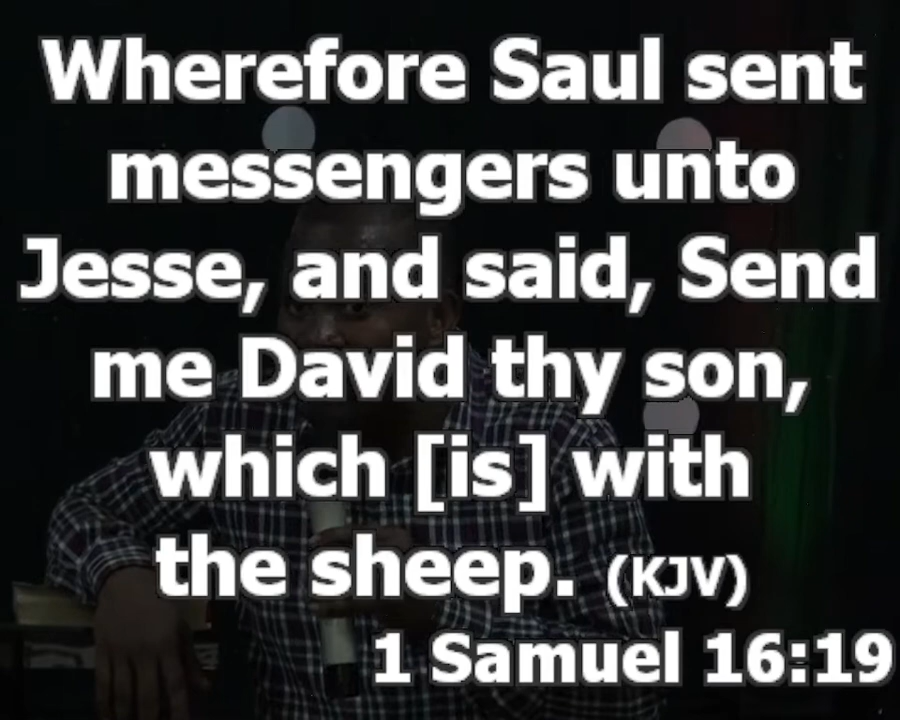 Wherefore Saul sent
messengers unto
Jesse, and said, Send
me David thy son,
which [is] with
the sheep. (KJV)
1 Samuel 16:19